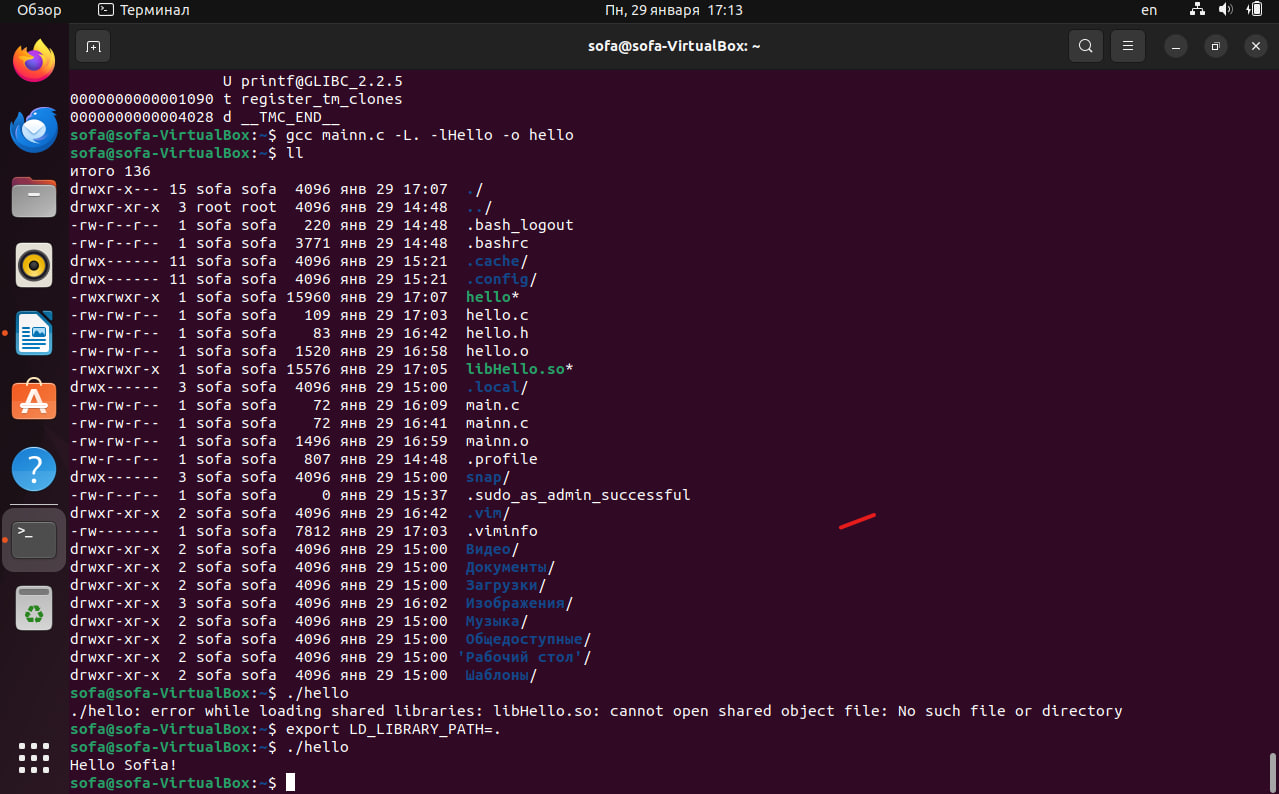 Обзор
Терминал
Пн, 29 января 17:13
en
sofa@sofa-VirtualBox: ~
U printf@GLIBC_2.2.5
0000000000001090 t register_tm_clones
0000000000004028 d __TMC_END__
sofa@sofa-VirtualBox:~$ gcc mainn.c -L. -lHello -o hello
sofa@sofa-VirtualBox:~$ ll
итого 136
drwxr-x--- 15 sofa sofa  4096 янв 29 17:07  ./
drwxr-xr-x  3 root root  4096 янв 29 14:48  ../
-rw-r--r--  1 sofa sofa   220 янв 29 14:48  .bash_logout
-rw-r--r--  1 sofa sofa  3771 янв 29 14:48  .bashrc
drwx------ 11 sofa sofa  4096 янв 29 15:21  .cache/
drwx------ 11 sofa sofa  4096 янв 29 15:21  .config/
-rwxrwxr-x  1 sofa sofa 15960 янв 29 17:07  hello*
-rw-rw-r--  1 sofa sofa   109 янв 29 17:03  hello.c
-rw-rw-r--  1 sofa sofa    83 янв 29 16:42  hello.h
-rw-rw-r--  1 sofa sofa  1520 янв 29 16:58  hello.o
-rwxrwxr-x  1 sofa sofa 15576 янв 29 17:05  libHello.so*
drwx------  3 sofa sofa  4096 янв 29 15:00  .local/
-rw-rw-r--  1 sofa sofa    72 янв 29 16:09  main.c
-rw-rw-r--  1 sofa sofa    72 янв 29 16:41  mainn.c
-rw-rw-r--  1 sofa sofa  1496 янв 29 16:59  mainn.o
-rw-r--r--  1 sofa sofa   807 янв 29 14:48  .profile
drwx------  3 sofa sofa  4096 янв 29 15:00  snap/
-rw-r--r--  1 sofa sofa     0 янв 29 15:37  .sudo_as_admin_successful
drwxr-xr-x  2 sofa sofa  4096 янв 29 16:42  .vim/
-rw-------  1 sofa sofa  7812 янв 29 17:03  .viminfo
drwxr-xr-x  2 sofa sofa  4096 янв 29 15:00  Видео/
drwxr-xr-x  2 sofa sofa  4096 янв 29 15:00  Документы/
drwxr-xr-x  2 sofa sofa  4096 янв 29 15:00  Загрузки/
drwxr-xr-x  3 sofa sofa  4096 янв 29 16:02  Изображения/
drwxr-xr-x  2 sofa sofa  4096 янв 29 15:00  Музыка/
drwxr-xr-x  2 sofa sofa  4096 янв 29 15:00  Общедоступные/
drwxr-xr-x  2 sofa sofa  4096 янв 29 15:00 'Рабочий стол'/
drwxr-xr-x  2 sofa sofa  4096 янв 29 15:00  Шаблоны/
sofa@sofa-VirtualBox:~$ ./hello
./hello: error while loading shared libraries: libHello.so: cannot open shared object file: No such file or directory
sofa@sofa-VirtualBox:~$ export LD_LIBRARY_PATH=.
sofa@sofa-VirtualBox:~$ ./hello
Hello Sofia!
sofa@sofa-VirtualBox:~$